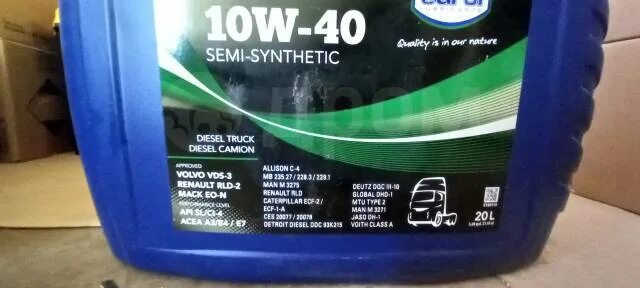 10W-40
SEMI-SYNTHETIC
eurol
LUBRICANTS
Quality is in our nature
DIESEL TRUCK
DIESEL CAMION
APPROVED
VOLVO VDS-3
RENAULT RLD-2
MACK EO-N
PERFORMANCE LEVEL
API SL/CI-4
ACEA A3/B4 / E7
ALLISON C-4
MB 235.27 / 228.3 / 229.1
MAN M 3275
RENAULT RLD
CATERPILLAR ECF-2 /
ECF-1-A
CES 20077 / 20078
DETROIT DIESEL DDC 93K215
DEUTZ DQC III-10
GLOBAL DHD-1
MTU TYPE 2
MAN M 3271
JASO DH-1
VOITH CLASS A
20 L